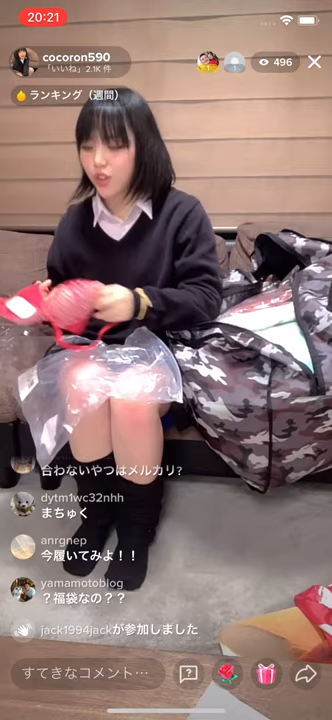 20:21
cocoron590
「いいね」2.1K 件
496
ランキング（週間）
合わないやつはメルカリ?
dytm1wc32nhh
まちゅく
anrgnep
今履いてみよ！！
yamamotoblog
？福袋なの？？
jack1994jackが参加しました
すてきなコメント…